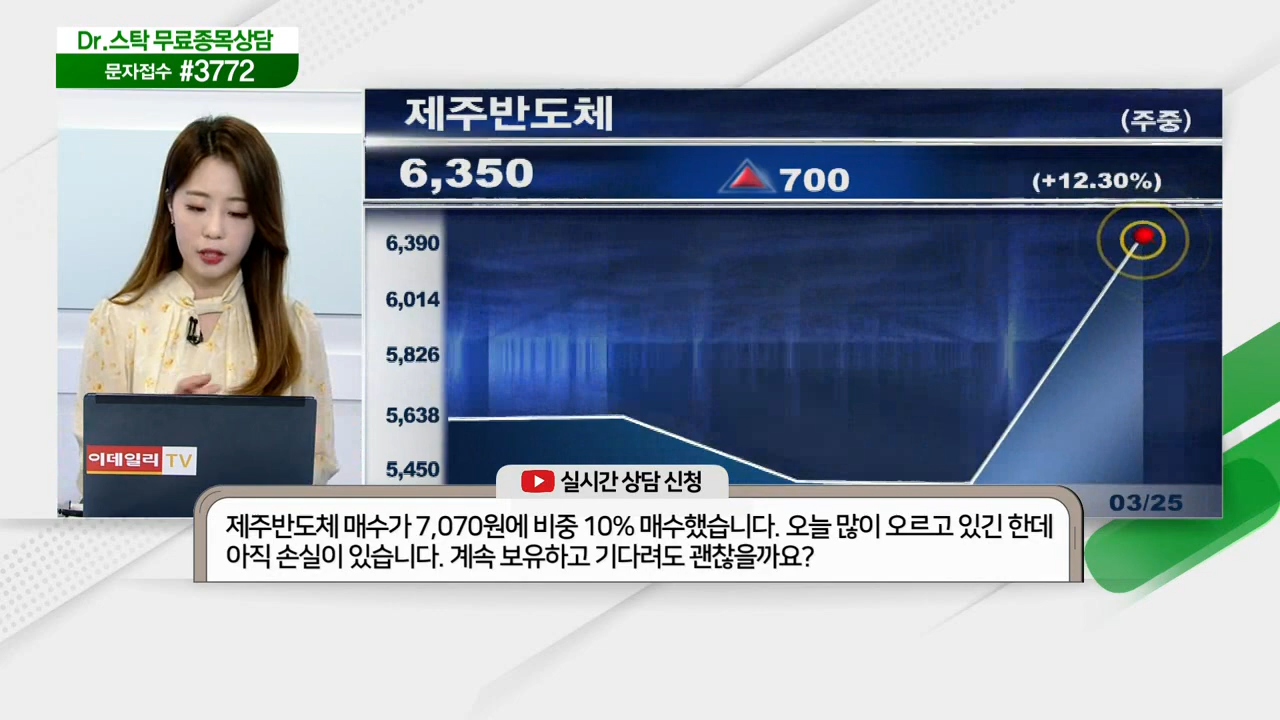 Dr.스탁 무료종목상담
문자접수 #3772
제주반도체 (주중)
6,350 700 (+12.30%)
6,390
6,014
5,826
5,638
5,450
03/25
이데일리 TV
실시간 상담 신청
제주반도체 매수가 7,070원에 비중 10% 매수했습니다. 오늘 많이 오르고 있긴 한데
아직 손실이 있습니다. 계속 보유하고 기다려도 괜찮을까요?